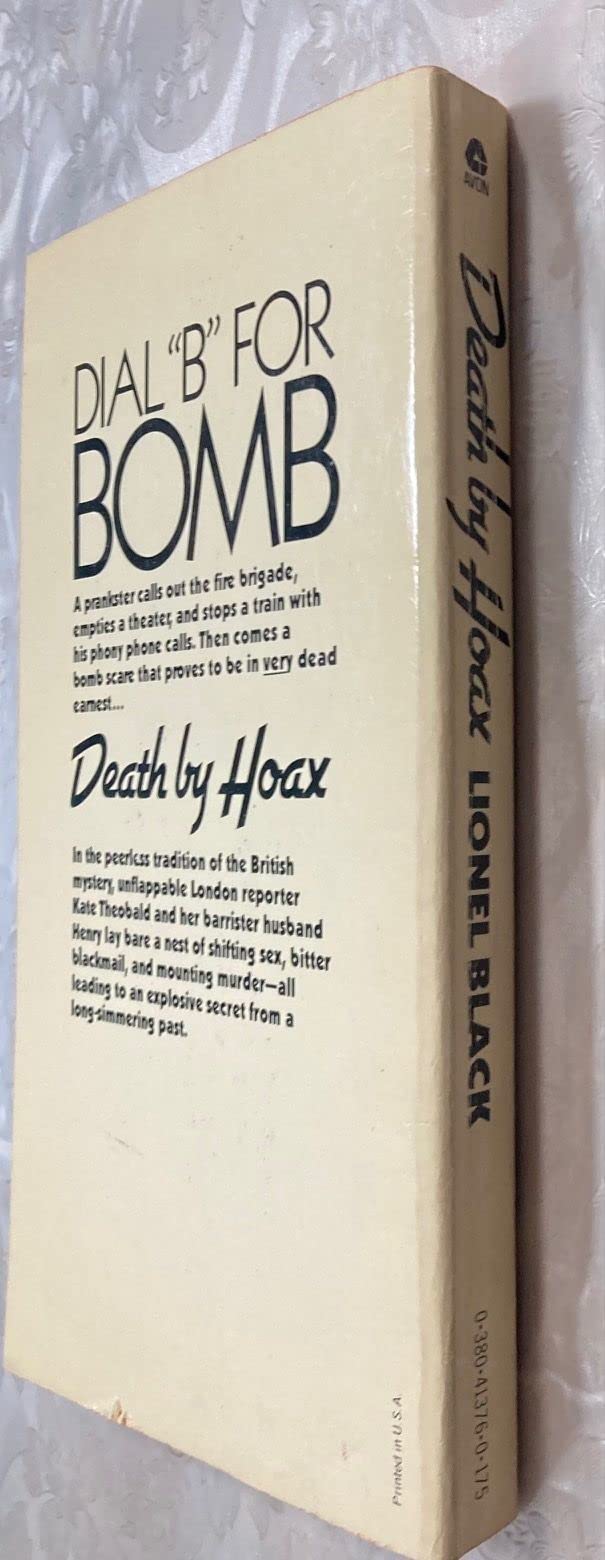 DIAL "B" FOR
BOMB
A prankster calls out the fire brigade,
empties a theater, and stops a train with
his phony phone calls. Then comes a
bomb scare that proves to be in very dead
earnest...
Death by Hoax
In the peerless tradition of the British
mystery, unflappable London reporter
Kate Theobald and her barrister husband
Henry lay bare a nest of shifting sex, bitter
blackmail, and mounting murder—all
leading to an explosive secret from a
long-simmering past.
Printed in U.S.A.
AVON
Death by Hoax LIONEL BLACK
0-380-41376-0-175